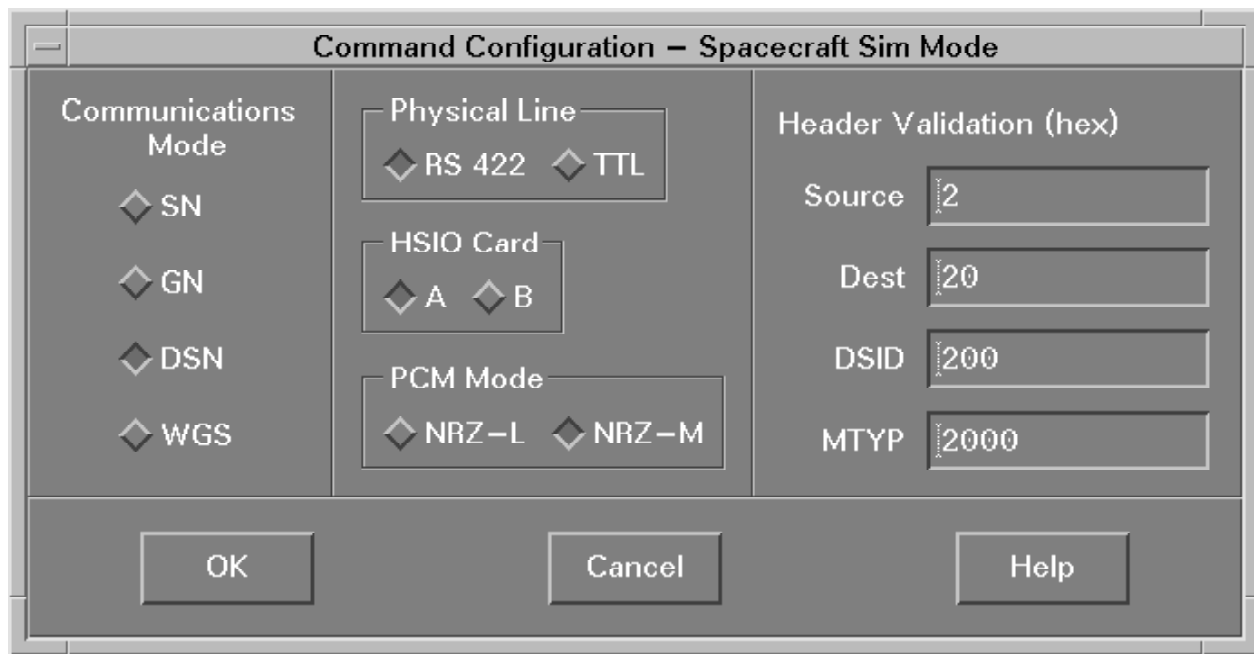 Command Configuration – Spacecraft Sim Mode
Communications
Mode
SN
GN
DSN
WGS
Physical Line
RS 422 TTL
HSIO Card
A B
PCM Mode
NRZ–L NRZ–M
Header Validation (hex)
Source 2
Dest 20
DSID 200
MTYP 2000
OK Cancel Help